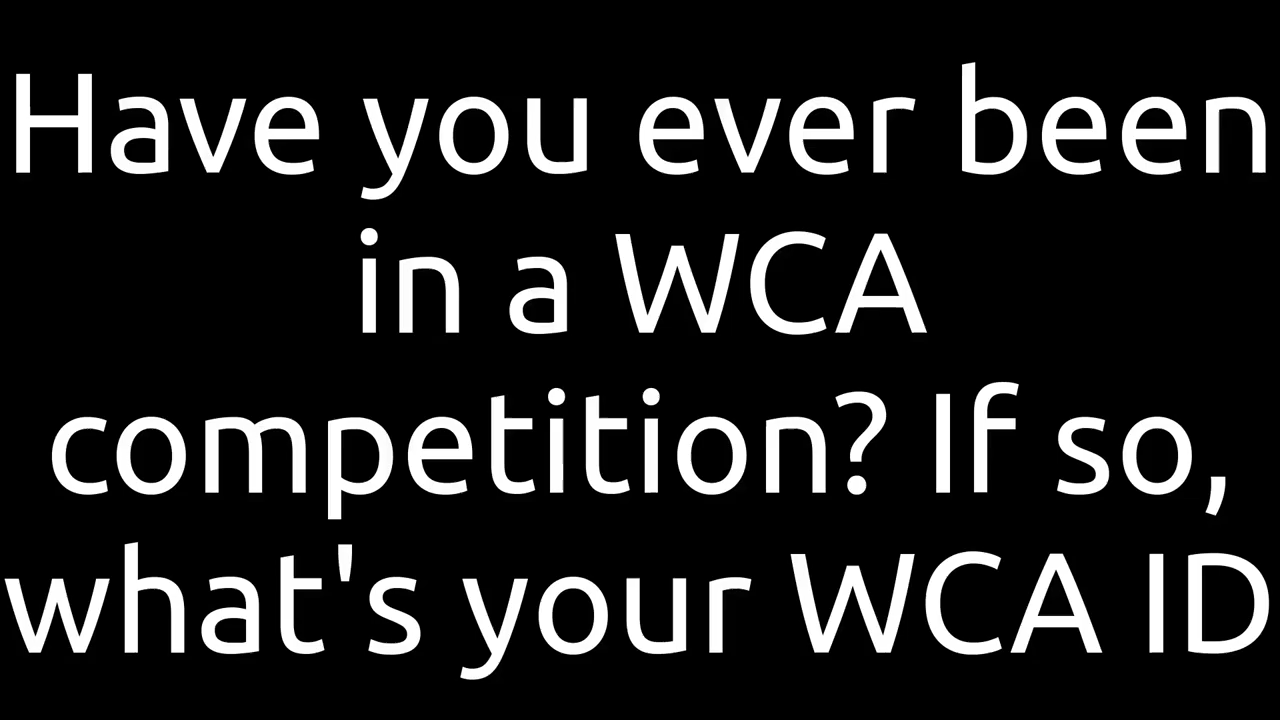 Have you ever been
in a WCA
competition? If so,
what's your WCA ID